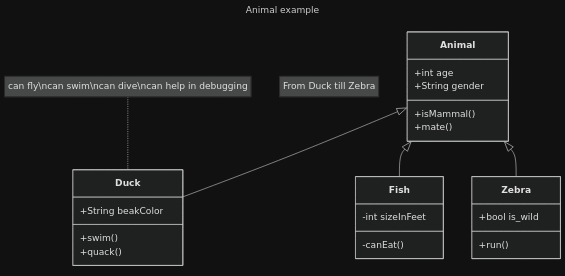 Animal example
can fly\ncan swim\ncan dive\ncan help in debugging
From Duck till Zebra
Animal
+int age
+String gender
+isMammal()
+mate()
Duck
+String beakColor
+swim()
+quack()
Fish
-int sizeInFeet
-canEat()
Zebra
+bool is_wild
+run()